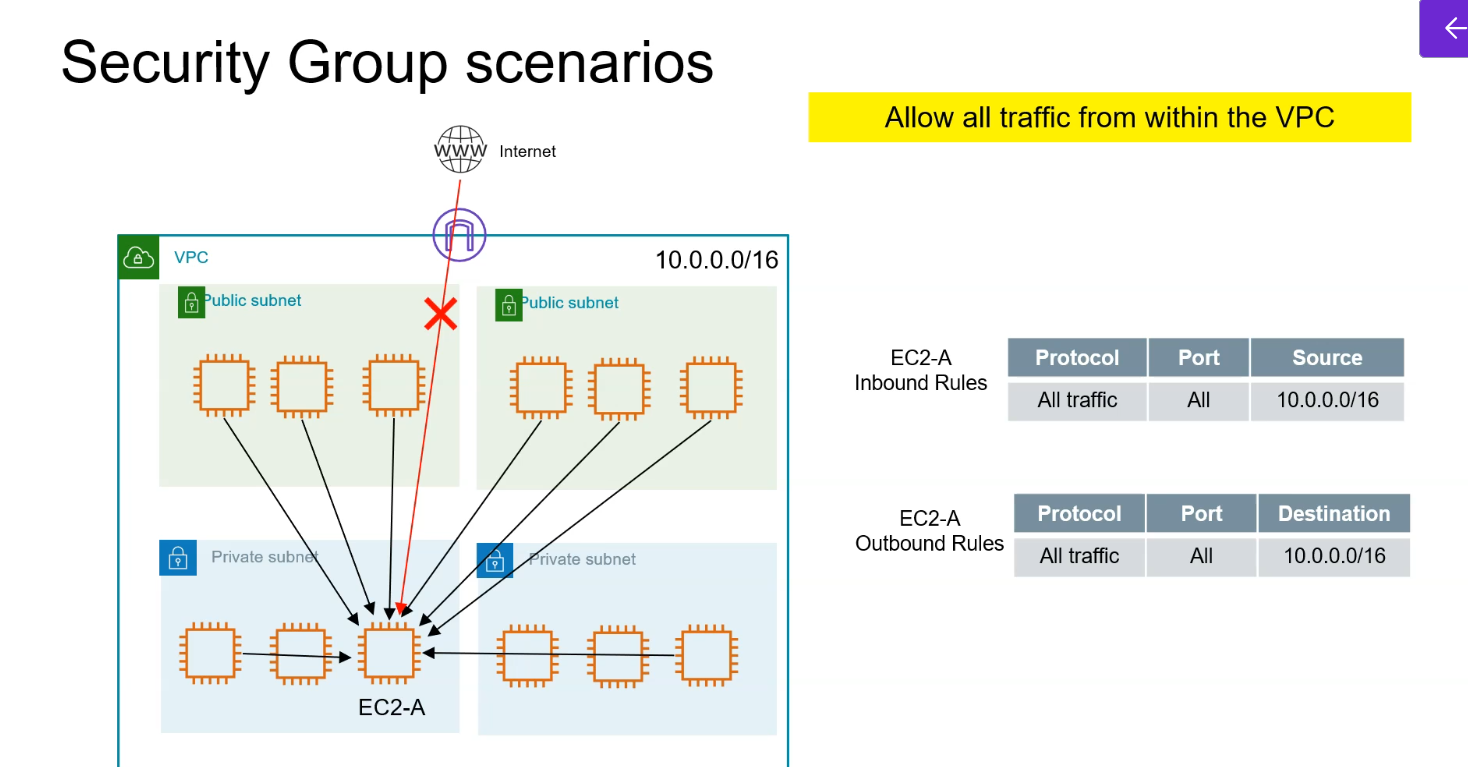 Security Group scenarios
Allow all traffic from within the VPC
WWW Internet
VPC
10.0.0.0/16
Public subnet
Public subnet
Private subnet
Private subnet
EC2-A
EC2-A
Inbound Rules
Protocol Port Source
All traffic All 10.0.0.0/16
EC2-A
Outbound Rules
Protocol Port Destination
All traffic All 10.0.0.0/16